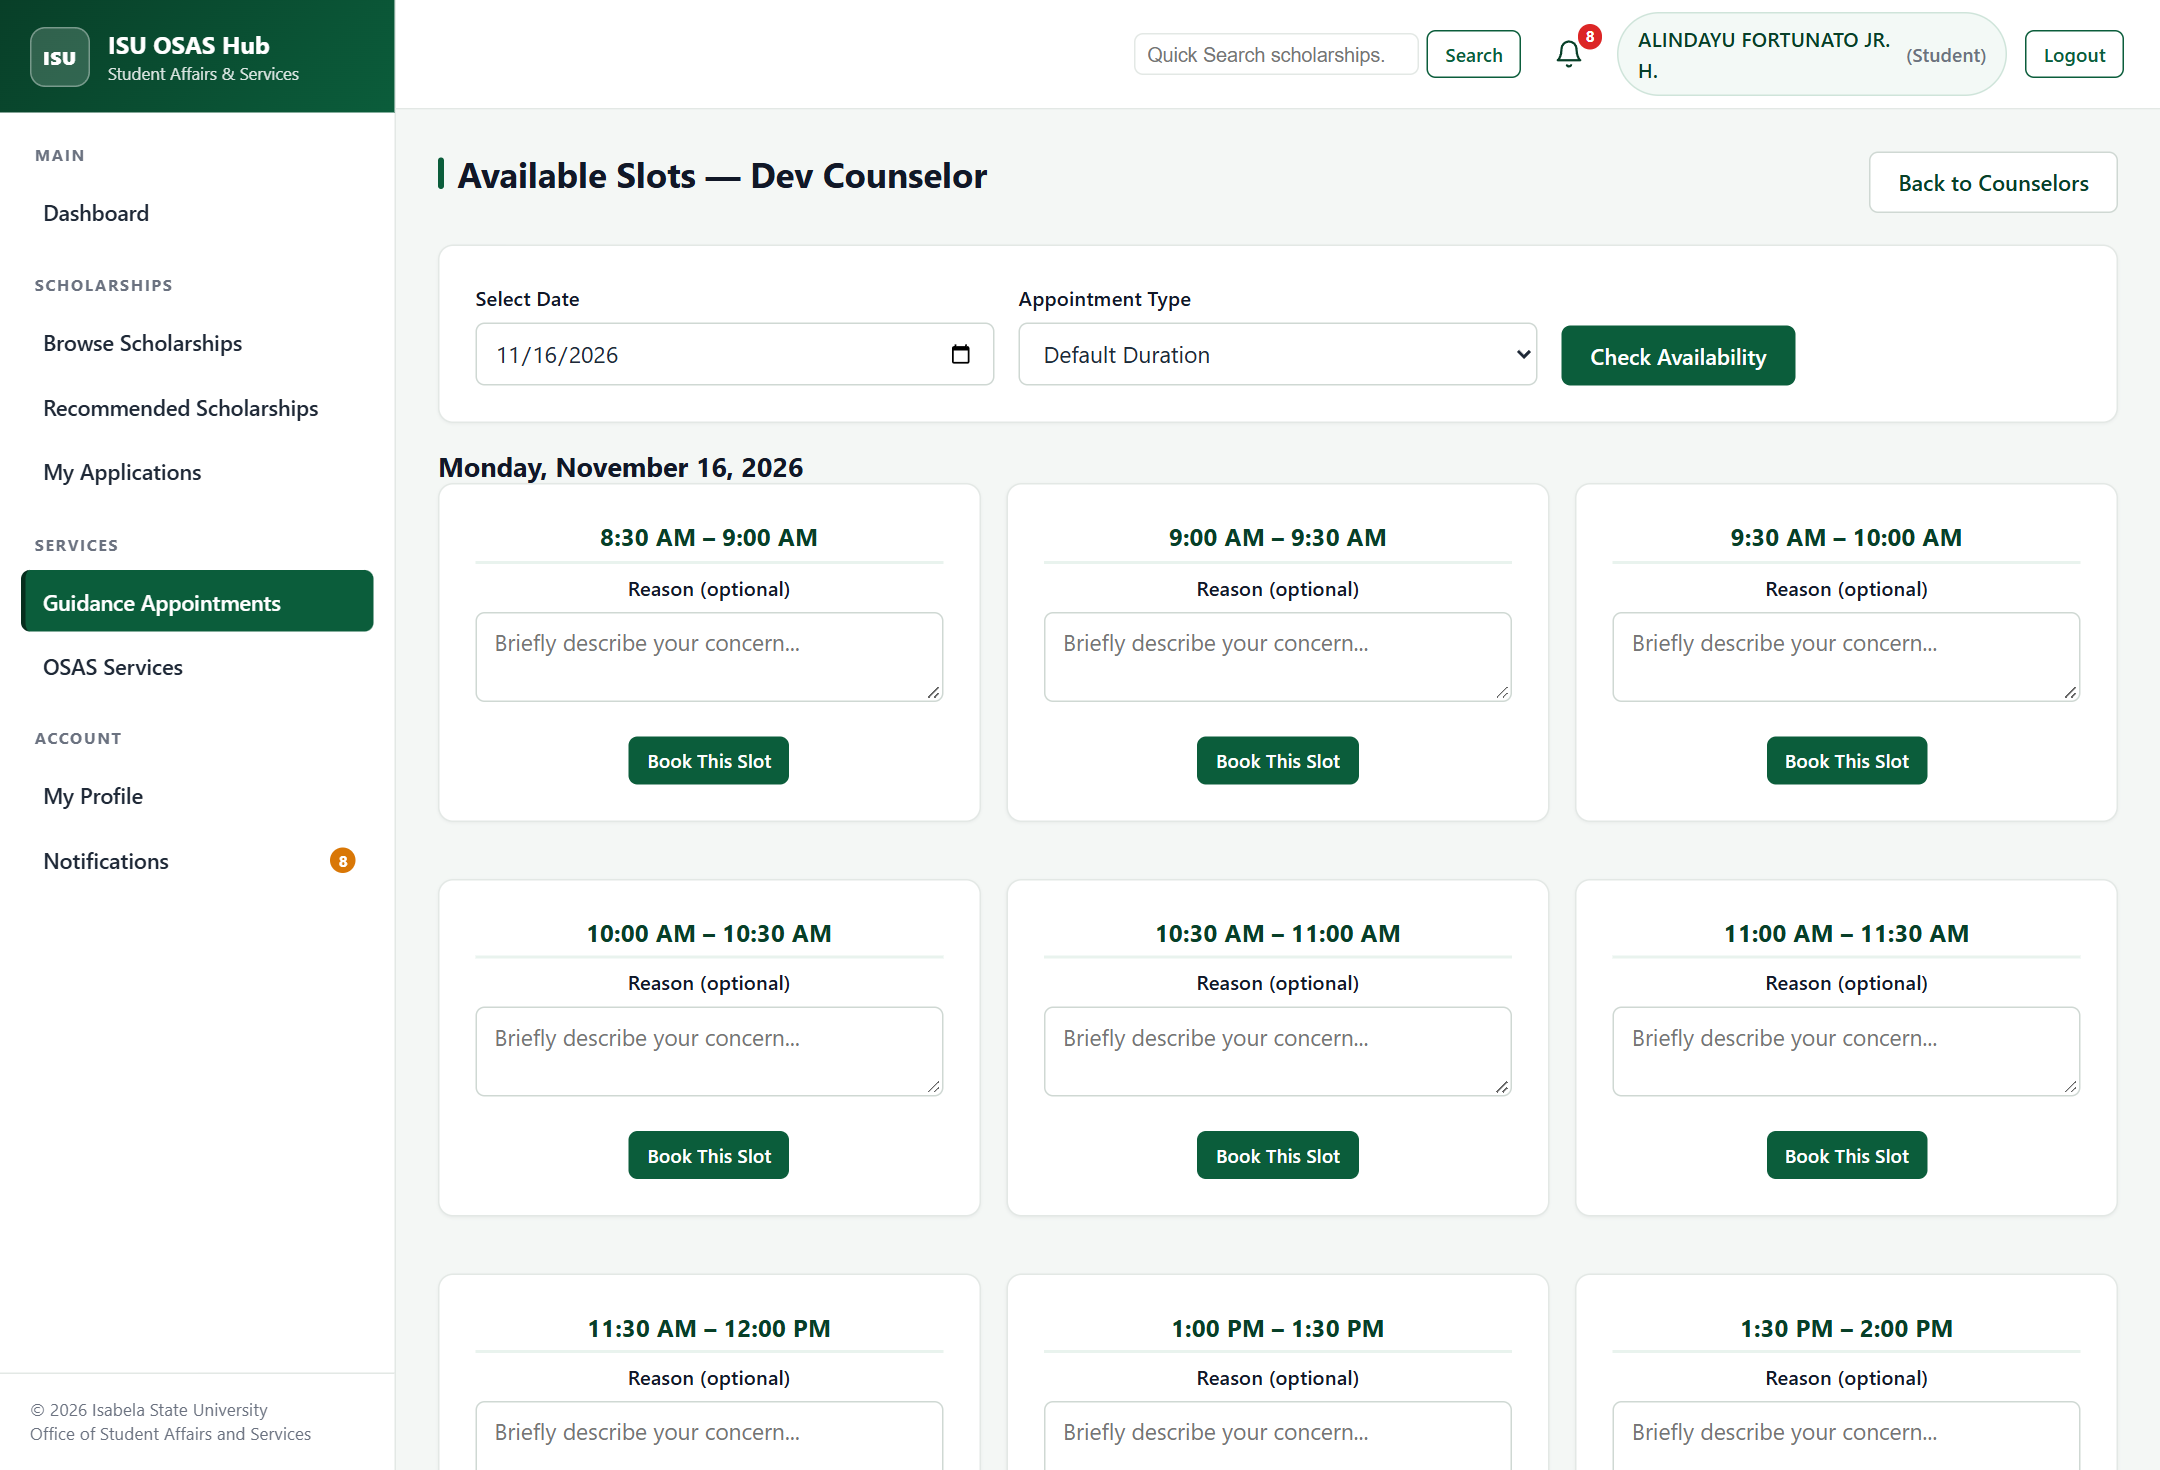 ISU
ISU OSAS Hub
Student Affairs & Services
Quick Search scholarships.
Search
8
ALINDAYU FORTUNATO JR. H.
(Student)
Logout
MAIN
Dashboard
SCHOLARSHIPS
Browse Scholarships
Recommended Scholarships
My Applications
SERVICES
Guidance Appointments
OSAS Services
ACCOUNT
My Profile
Notifications
8
© 2026 Isabela State University
Office of Student Affairs and Services
Available Slots — Dev Counselor
Back to Counselors
Select Date
11/16/2026
Appointment Type
Default Duration
Check Availability
Monday, November 16, 2026
8:30 AM – 9:00 AM
Reason (optional)
Briefly describe your concern...
Book This Slot
9:00 AM – 9:30 AM
Reason (optional)
Briefly describe your concern...
Book This Slot
9:30 AM – 10:00 AM
Reason (optional)
Briefly describe your concern...
Book This Slot
10:00 AM – 10:30 AM
Reason (optional)
Briefly describe your concern...
Book This Slot
10:30 AM – 11:00 AM
Reason (optional)
Briefly describe your concern...
Book This Slot
11:00 AM – 11:30 AM
Reason (optional)
Briefly describe your concern...
Book This Slot
11:30 AM – 12:00 PM
Reason (optional)
Briefly describe your concern...
1:00 PM – 1:30 PM
Reason (optional)
Briefly describe your concern...
1:30 PM – 2:00 PM
Reason (optional)
Briefly describe your concern...